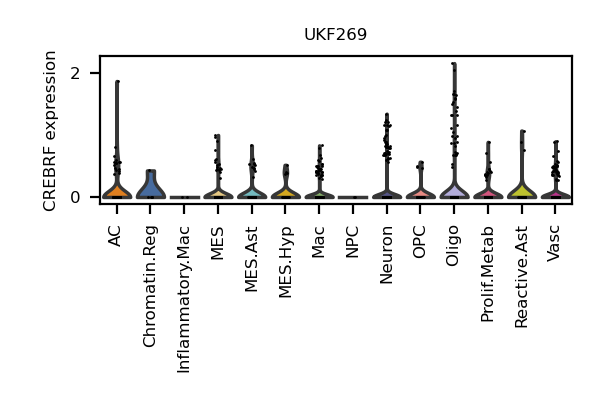 UKF269
CREBRF expression
2
0
AC
Chromatin.Reg
Inflammatory.Mac
MES
MES.Ast
MES.Hyp
Mac
NPC
Neuron
OPC
Oligo
Prolif.Metab
Reactive.Ast
Vasc